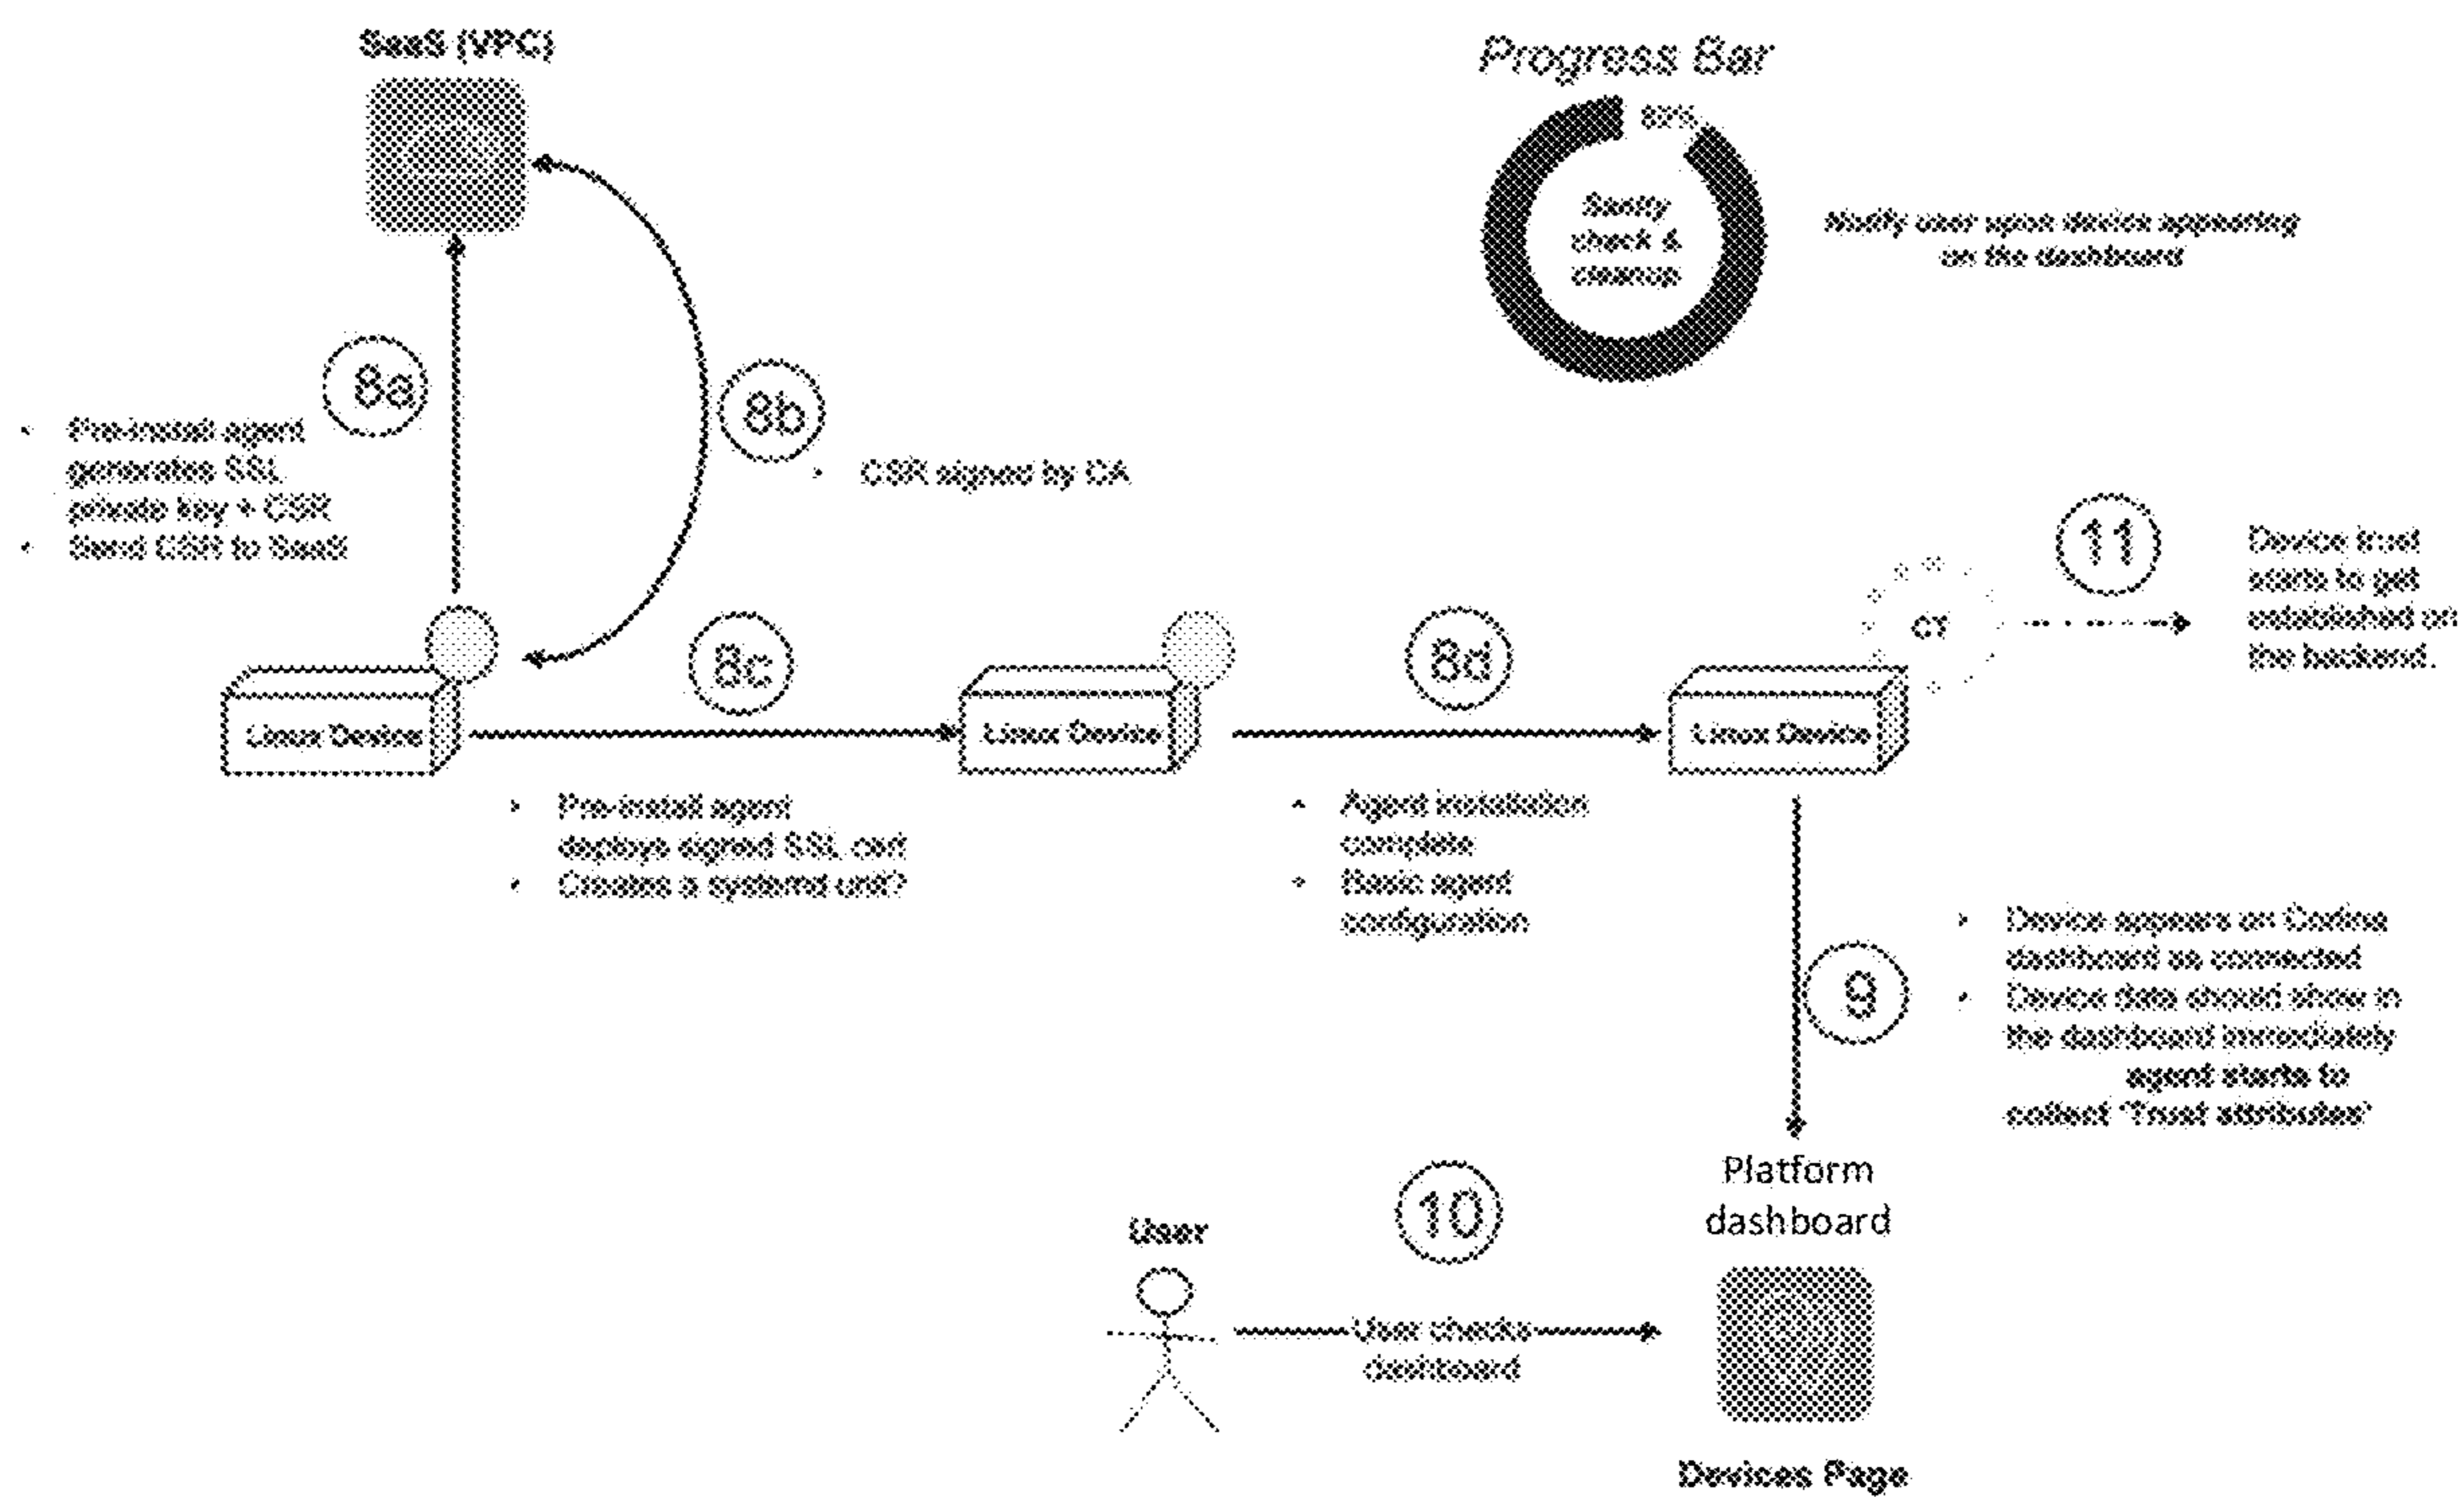 SaaS (VPC)
Progress Bar
Sanity
check &
cleanup
Notify user upon device appearing
on the dashboard
8a
Pre-install agent
generates SSL
private key + CSR
Send CSR to SaaS
8b
CSR signed by CA
11
Device trust
starts to get
established on
the backend.
CT
8c
8d
Linux Device
Linux Device
Linux Device
Pre-install agent
deploys signed SSL cert
Creates a systemd unit?
Agent installation
complete
Basic agent
configuration
9
Device appears on
dashboard as connected
Device data should show in
the dashboard immediately
agent starts to
collect "Trust attributes"
Platform
dashboard
User
10
User checks
dashboard
Devices Page